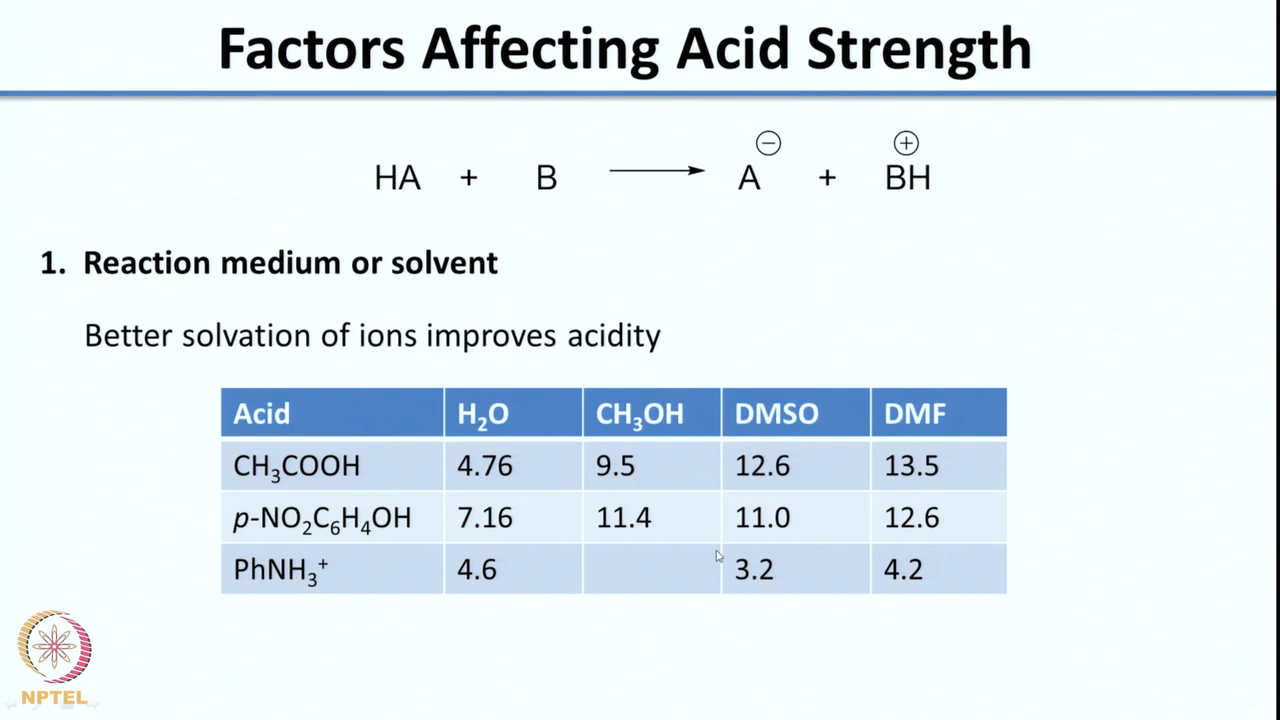 Factors Affecting Acid Strength
HA + B ⟶ A⊖ + BH⊕
1. Reaction medium or solvent
Better solvation of ions improves acidity
Acid H₂O CH₃OH DMSO DMF
CH₃COOH 4.76 9.5 12.6 13.5
p-NO₂C₆H₄OH 7.16 11.4 11.0 12.6
PhNH₃⁺ 4.6 3.2 4.2
NPTEL